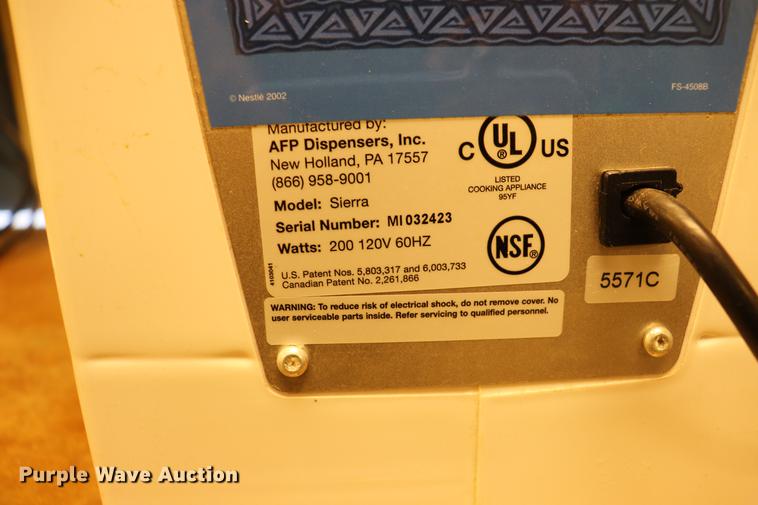 © Nestlé 2002
FS-4508B
Manufactured by:
AFP Dispensers, Inc.
New Holland, PA 17557
(866) 958-9001
Model: Sierra
Serial Number: MI 032423
Watts: 200 120V 60HZ
U.S. Patent Nos. 5,803,317 and 6,003,733
Canadian Patent No. 2,261,866
4103041
C UL US
®
LISTED
COOKING APPLIANCE
95YF
NSF®
5571C
WARNING: To reduce risk of electrical shock, do not remove cover. No
user serviceable parts inside. Refer servicing to qualified personnel.
Purple Wave Auction